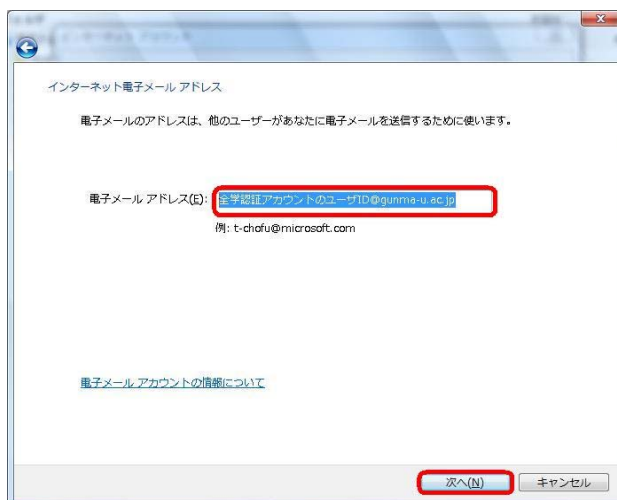 インターネット電子メール アドレス
電子メールのアドレスは、他のユーザーがあなたに電子メールを送信するために使います。
電子メール アドレス(E): 全学認証アカウントのユーザID@gunma-u.ac.jp
例: t-chofu@microsoft.com
電子メール アカウントの情報について
次へ(N) キャンセル